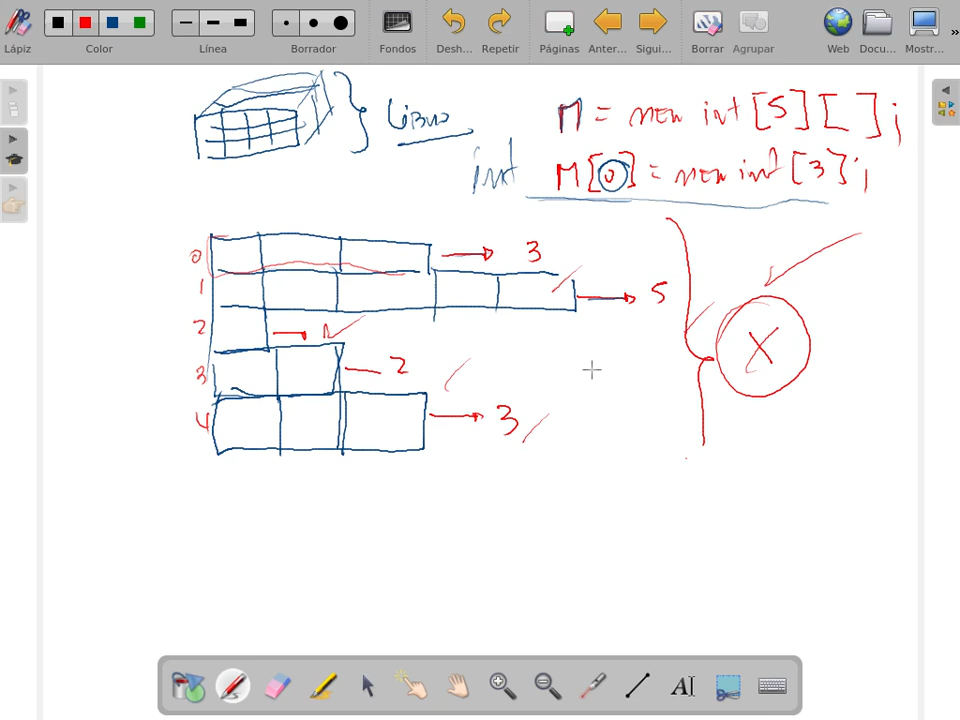 Lápiz Color Línea Borrador Fondos Desh... Repetir Páginas Anter... Sigui... Borrar Agrupar Web Docu... Mostr... »
Libro
M = new int [5][ ];
int M[0] = new int [3];
0 3
1 5
2 1
3 2
4 3
X